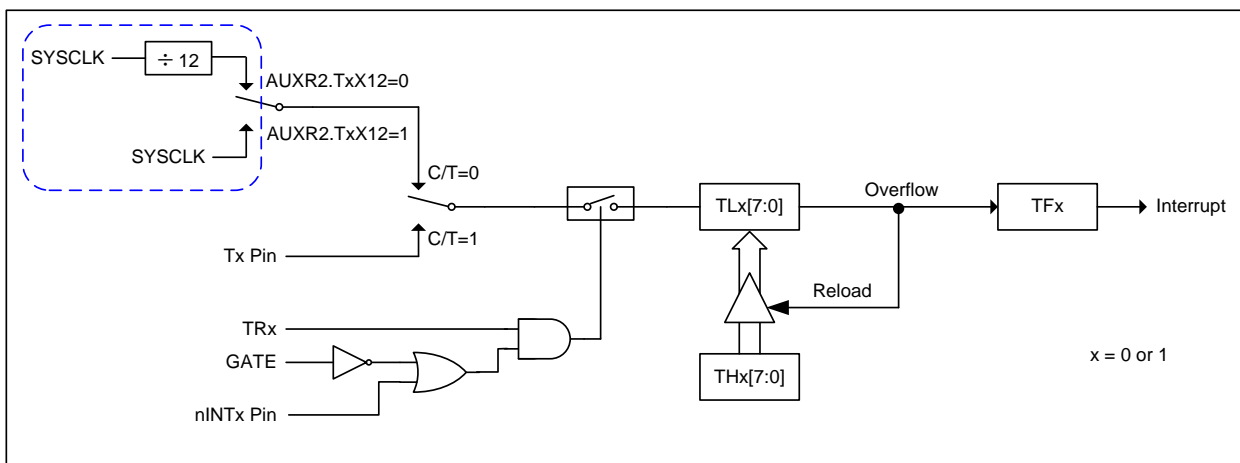 SYSCLK
÷ 12
AUXR2.TxX12=0
AUXR2.TxX12=1
SYSCLK
C/T=0
C/T=1
Tx Pin
TLx[7:0]
Overflow
TFx
Interrupt
Reload
TRx
GATE
nINTx Pin
THx[7:0]
x = 0 or 1